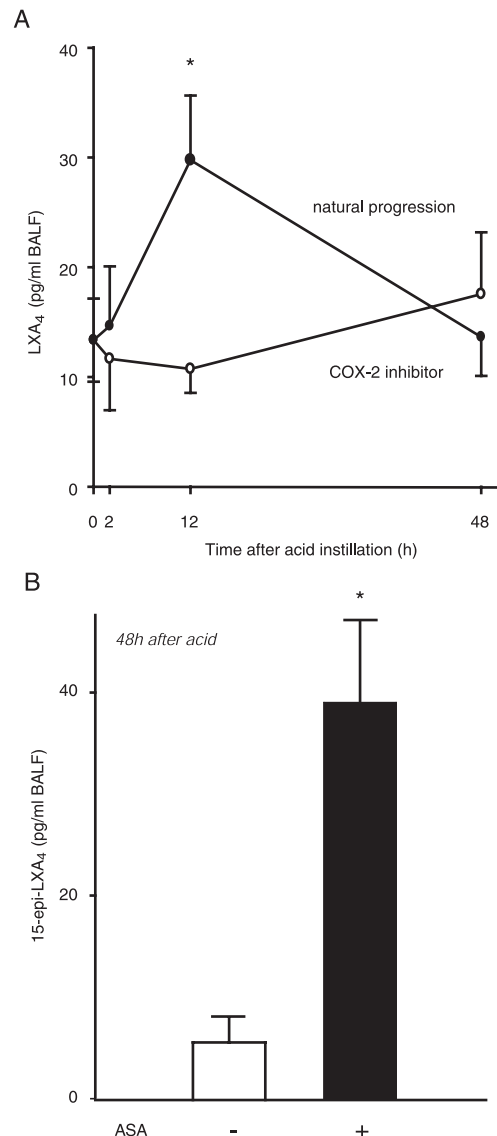 A
40
*
30
natural progression
LXA4 (pg/ml BALF)
20
COX-2 inhibitor
10
0
0 2 12 48
Time after acid instillation (h)
B
*
48h after acid
40
15-epi-LXA4 (pg/ml BALF)
20
0
ASA - +